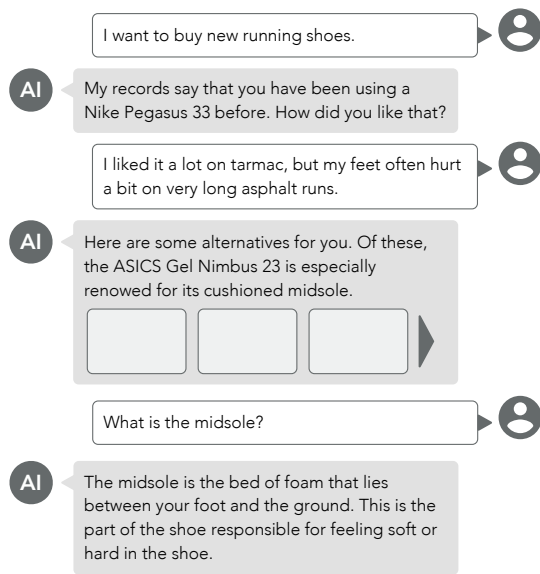 I want to buy new running shoes.
AI
My records say that you have been using a
Nike Pegasus 33 before. How did you like that?
I liked it a lot on tarmac, but my feet often hurt
a bit on very long asphalt runs.
AI
Here are some alternatives for you. Of these,
the ASICS Gel Nimbus 23 is especially
renowed for its cushioned midsole.
What is the midsole?
AI
The midsole is the bed of foam that lies
between your foot and the ground. This is the
part of the shoe responsible for feeling soft or
hard in the shoe.